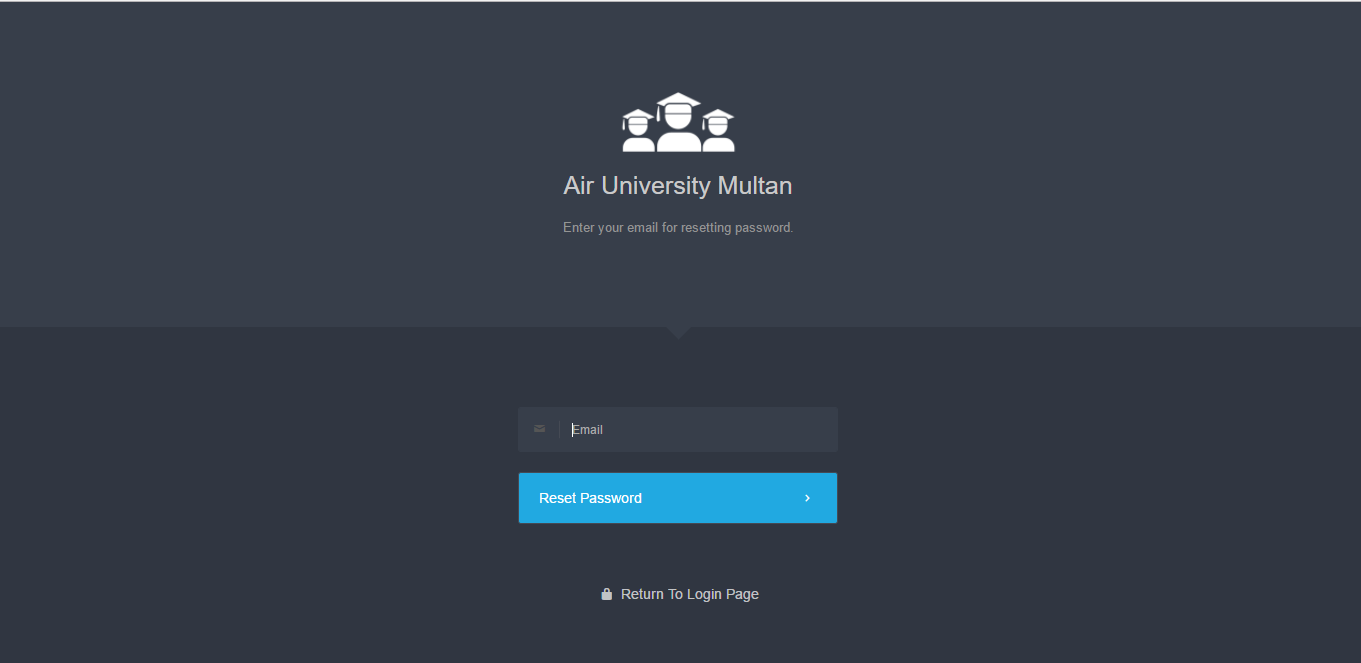 Air University Multan
Enter your email for resetting password.
Email
Reset Password
Return To Login Page